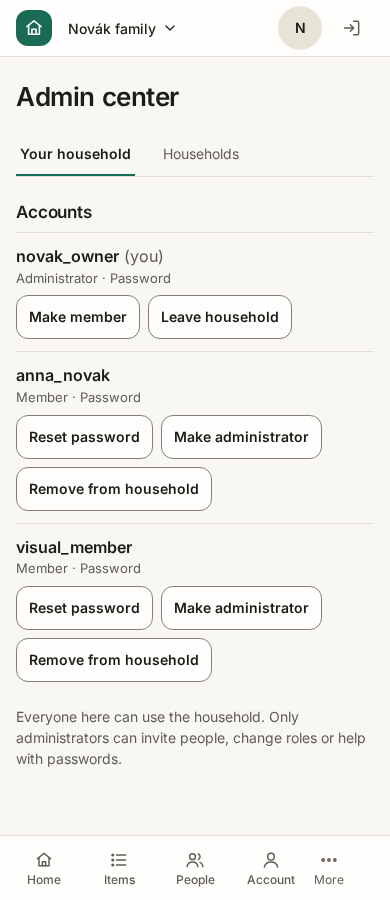 Novák family
N
Admin center
Your household
Households
Accounts
novak_owner (you)
Administrator · Password
Make member
Leave household
anna_novak
Member · Password
Reset password
Make administrator
Remove from household
visual_member
Member · Password
Reset password
Make administrator
Remove from household
Everyone here can use the household. Only
administrators can invite people, change roles or help
with passwords.
Home
Items
People
Account
More